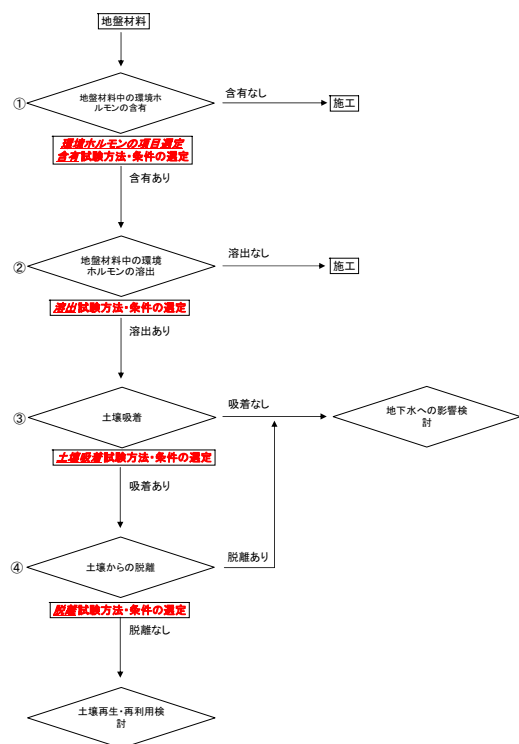 地盤材料
①
地盤材料中の環境ホ
ルモンの含有
含有なし
施工
環境ホルモンの項目選定
含有試験方法・条件の選定
含有あり
②
地盤材料中の環境
ホルモンの溶出
溶出なし
施工
溶出試験方法・条件の選定
溶出あり
③
土壌吸着
吸着なし
地下水への影響検
討
土壌吸着試験方法・条件の選定
吸着あり
④
土壌からの脱離
脱離あり
脱離試験方法・条件の選定
脱離なし
土壌再生・再利用検
討